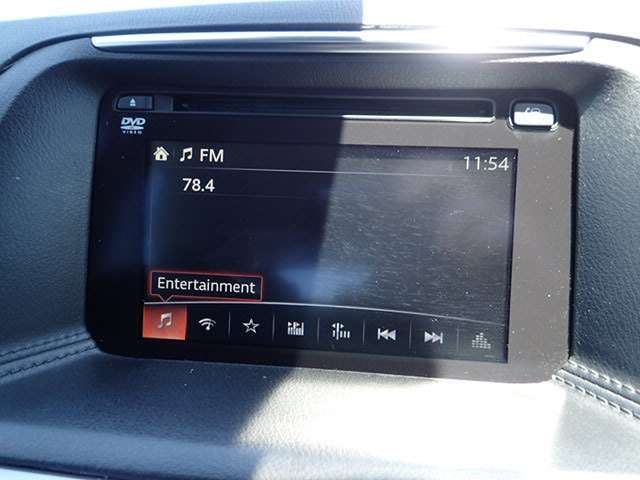 DVD
VIDEO
FM
11:54
78.4
Entertainment